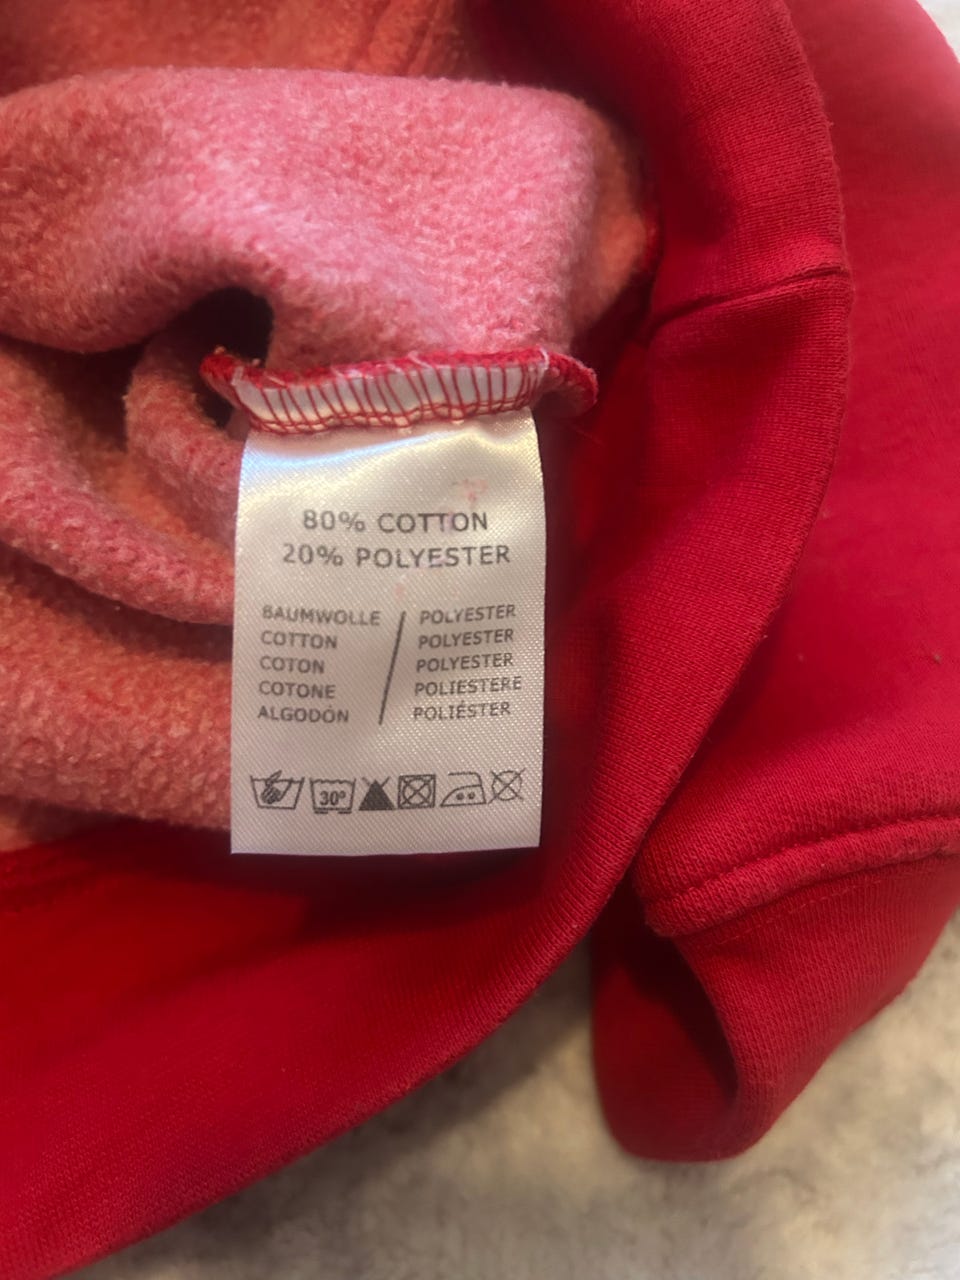 80% COTTON
20% POLYESTER
BAUMWOLLE / POLYESTER
COTTON / POLYESTER
COTON / POLYESTER
COTONE / POLIESTERE
ALGODÓN / POLIÉSTER
30°